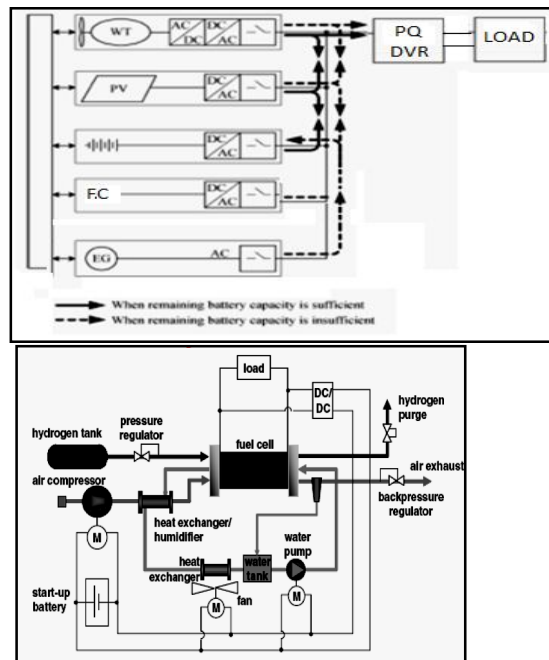 WT
AC
DC
DC
AC
PQ
DVR
LOAD
PV
DC
AC
DC
AC
F.C
DC
AC
EG
AC
When remaining battery capacity is sufficient
When remaining battery capacity is insufficient
load
DC/
DC
hydrogen
purge
pressure
regulator
hydrogen tank
fuel cell
air exhaust
air compressor
backpressure
regulator
heat exchanger/
humidifier
M
water
pump
heat
exchanger
water
tank
start-up
battery
fan
M
M